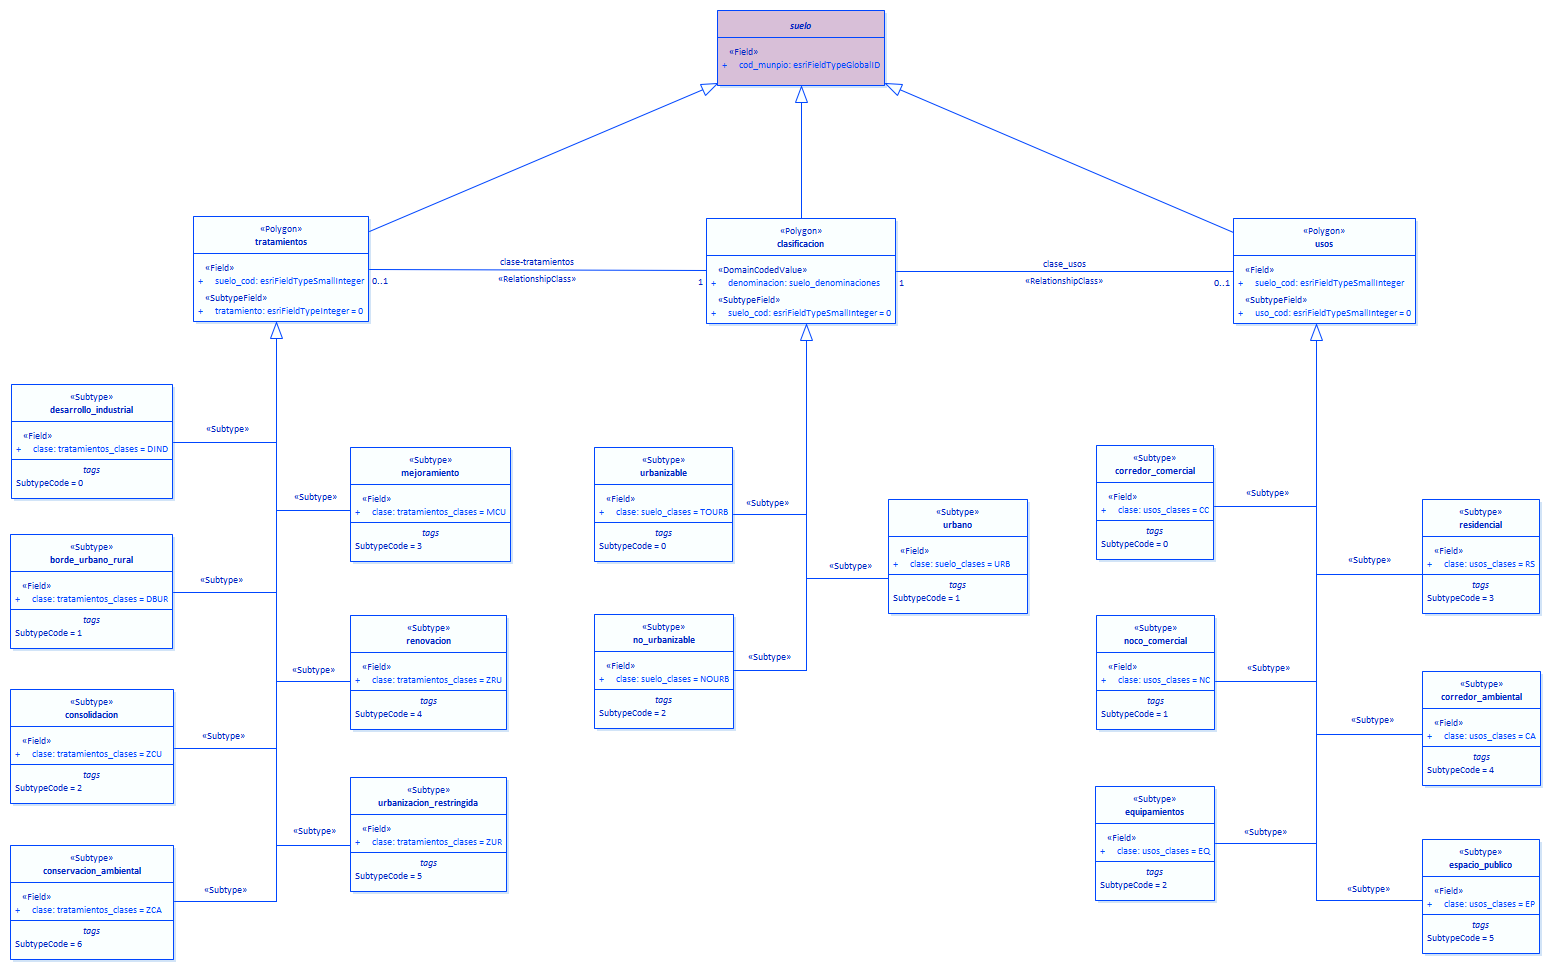 suelo
«Field»
+ cod_munpio: esriFieldTypeGlobalID
«Polygon»
tratamientos
«Field»
+ suelo_cod: esriFieldTypeSmallInteger
«SubtypeField»
+ tratamiento: esriFieldTypeInteger = 0
clase-tratamientos
«RelationshipClass»
0..1
1
«Polygon»
clasificacion
«DomainCodedValue»
+ denominacion: suelo_denominaciones
«SubtypeField»
+ suelo_cod: esriFieldTypeSmallInteger = 0
clase_usos
«RelationshipClass»
1
0..1
«Polygon»
usos
«Field»
+ suelo_cod: esriFieldTypeSmallInteger
«SubtypeField»
+ uso_cod: esriFieldTypeSmallInteger = 0
«Subtype»
desarrollo_industrial
«Field»
+ clase: tratamientos_clases = DIND
tags
SubtypeCode = 0
«Subtype»
«Subtype»
mejoramiento
«Field»
+ clase: tratamientos_clases = MCU
tags
SubtypeCode = 3
«Subtype»
«Subtype»
borde_urbano_rural
«Field»
+ clase: tratamientos_clases = DBUR
tags
SubtypeCode = 1
«Subtype»
«Subtype»
renovacion
«Field»
+ clase: tratamientos_clases = ZRU
tags
SubtypeCode = 4
«Subtype»
«Subtype»
consolidacion
«Field»
+ clase: tratamientos_clases = ZCU
tags
SubtypeCode = 2
«Subtype»
«Subtype»
urbanizacion_restringida
«Field»
+ clase: tratamientos_clases = ZUR
tags
SubtypeCode = 5
«Subtype»
«Subtype»
conservacion_ambiental
«Field»
+ clase: tratamientos_clases = ZCA
tags
SubtypeCode = 6
«Subtype»
«Subtype»
urbanizable
«Field»
+ clase: suelo_clases = TOURB
tags
SubtypeCode = 0
«Subtype»
«Subtype»
urbano
«Field»
+ clase: suelo_clases = URB
tags
SubtypeCode = 1
«Subtype»
«Subtype»
no_urbanizable
«Field»
+ clase: suelo_clases = NOURB
tags
SubtypeCode = 2
«Subtype»
«Subtype»
corredor_comercial
«Field»
+ clase: usos_clases = CC
tags
SubtypeCode = 0
«Subtype»
«Subtype»
residencial
«Field»
+ clase: usos_clases = RS
tags
SubtypeCode = 3
«Subtype»
«Subtype»
noco_comercial
«Field»
+ clase: usos_clases = NC
tags
SubtypeCode = 1
«Subtype»
«Subtype»
corredor_ambiental
«Field»
+ clase: usos_clases = CA
tags
SubtypeCode = 4
«Subtype»
«Subtype»
equipamientos
«Field»
+ clase: usos_clases = EQ
tags
SubtypeCode = 2
«Subtype»
«Subtype»
espacio_publico
«Field»
+ clase: usos_clases = EP
tags
SubtypeCode = 5
«Subtype»